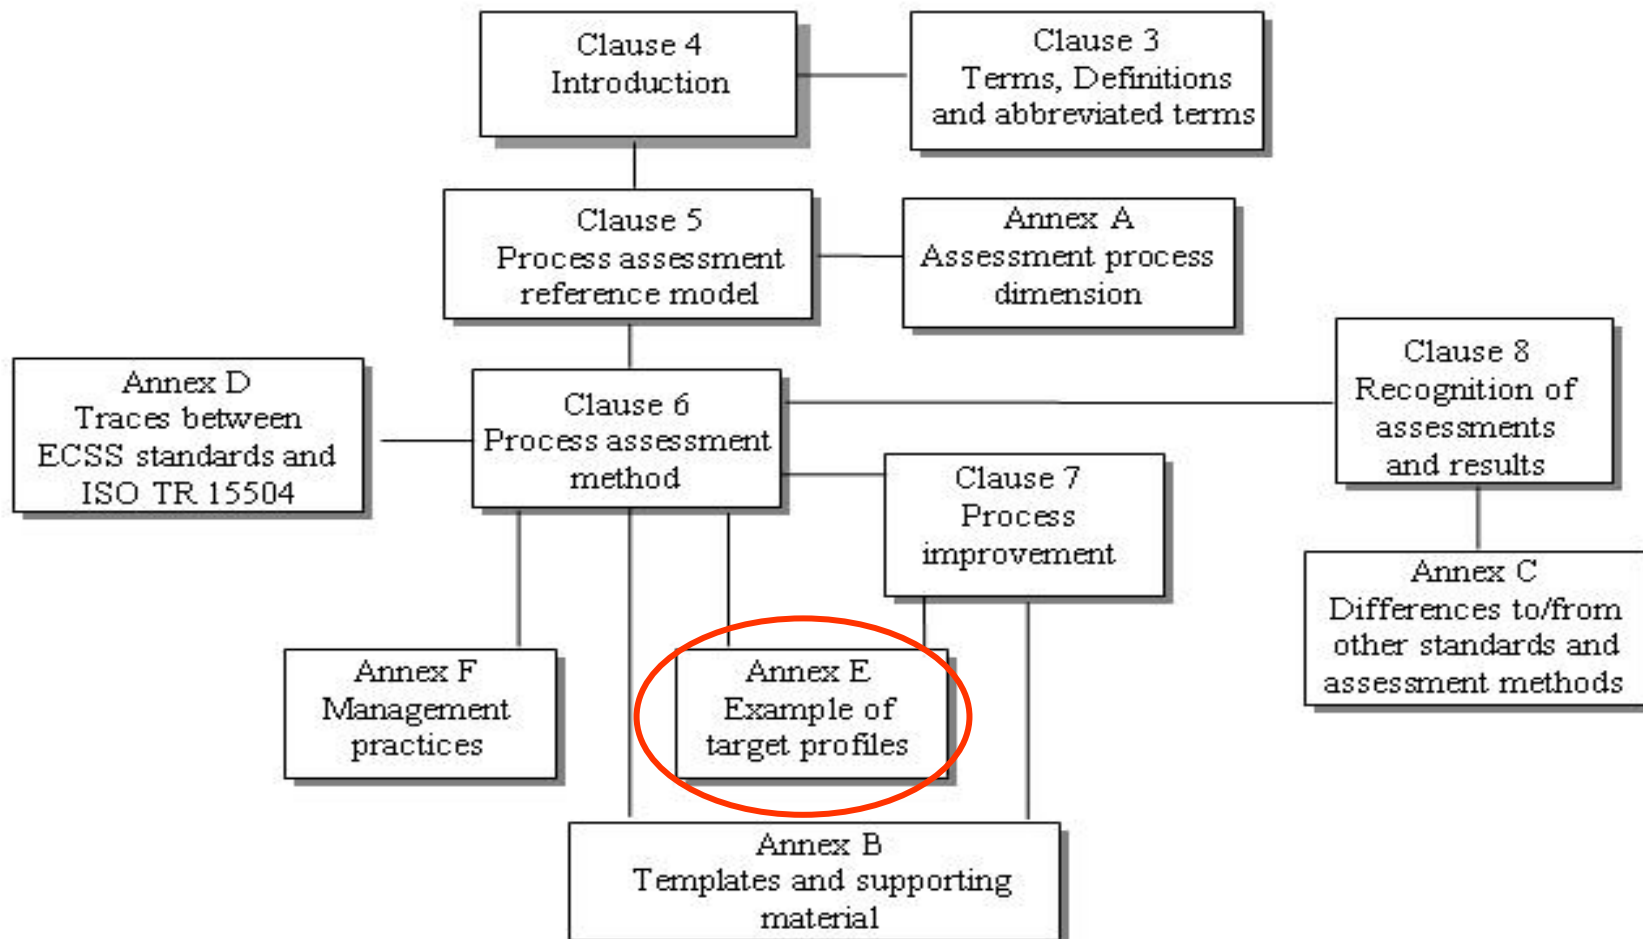 Clause 4
Introduction
Clause 3
Terms, Definitions
and abbreviated terms
Clause 5
Process assessment
reference model
Annex A
Assessment process
dimension
Annex D
Traces between
ECSS standards and
ISO TR 15504
Clause 6
Process assessment
method
Clause 8
Recognition of
assessments
and results
Clause 7
Process
improvement
Annex C
Differences to/from
other standards and
assessment methods
Annex F
Management
practices
Annex E
Example of
target profiles
Annex B
Templates and supporting
material